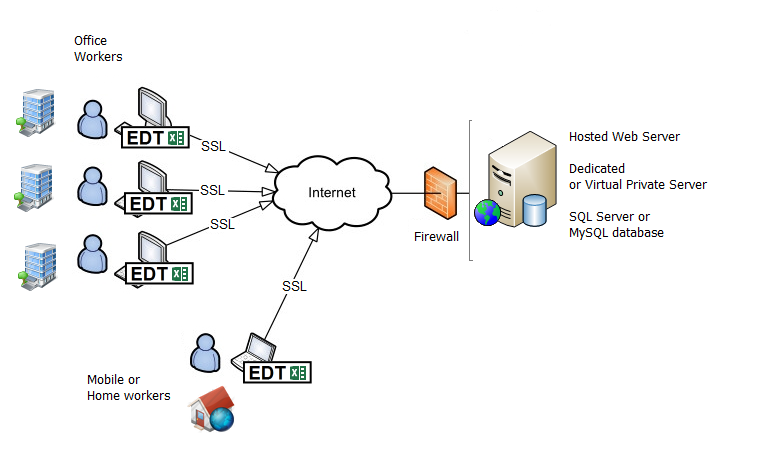 Office
Workers
EDT
SSL
EDT
SSL
EDT
SSL
Internet
Firewall
Hosted Web Server
Dedicated
or Virtual Private Server
SQL Server or
MySQL database
SSL
EDT
Mobile or
Home workers